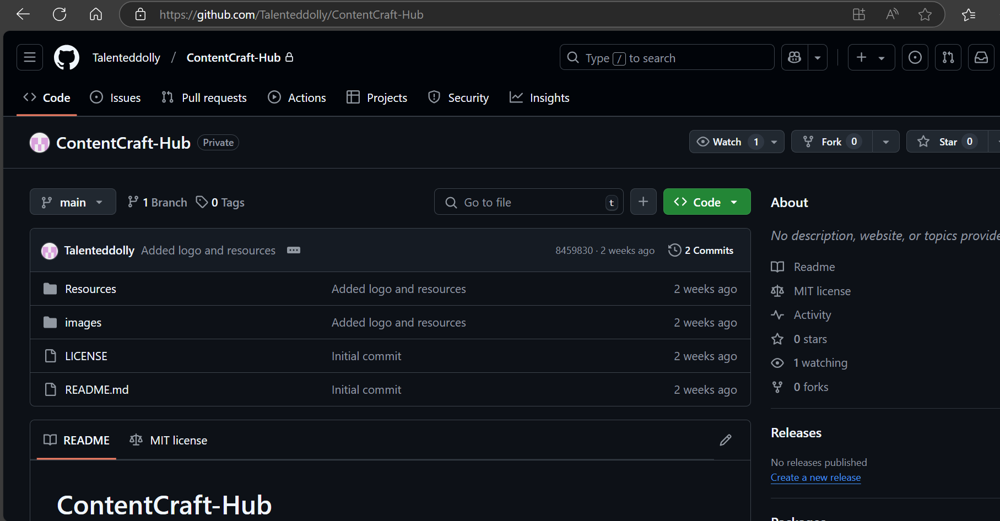 https://github.com/Talenteddolly/ContentCraft-Hub
Talenteddolly / ContentCraft-Hub
Type / to search
Code Issues Pull requests Actions Projects Security Insights
ContentCraft-Hub Private
Watch 1 Fork 0 Star 0
main 1 Branch 0 Tags
Go to file t
Code
Talenteddolly Added logo and resources
8459830 · 2 weeks ago 2 Commits
Resources Added logo and resources 2 weeks ago
images Added logo and resources 2 weeks ago
LICENSE Initial commit 2 weeks ago
README.md Initial commit 2 weeks ago
README MIT license
ContentCraft-Hub
About
No description, website, or topics provide
Readme
MIT license
Activity
0 stars
1 watching
0 forks
Releases
No releases published
Create a new release